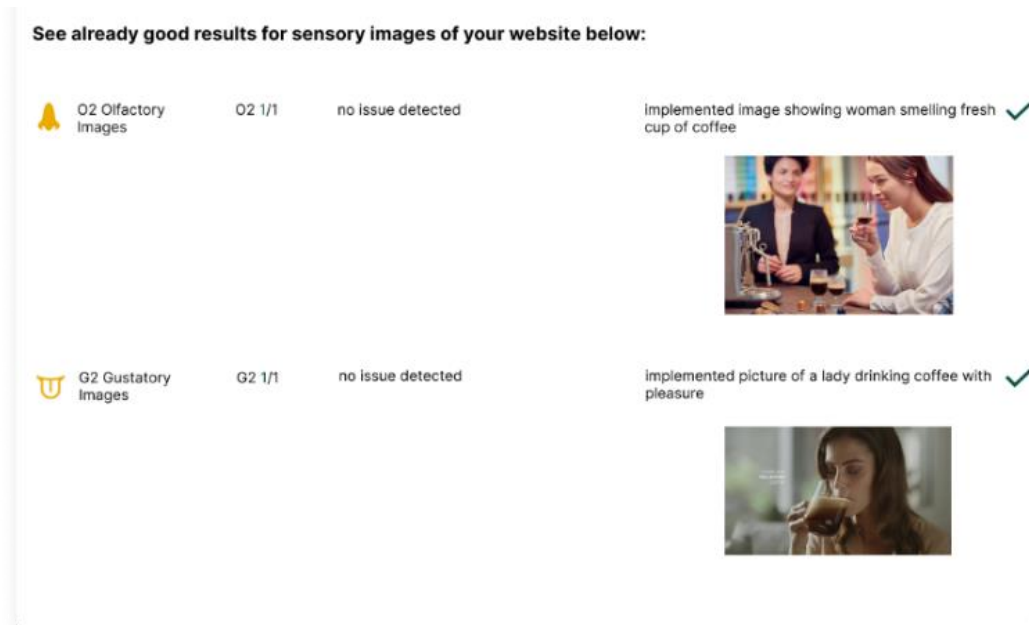 See already good results for sensory images of your website below:
O2 Olfactory Images
O2 1/1
no issue detected
implemented image showing woman smelling fresh
cup of coffee
G2 Gustatory Images
G2 1/1
no issue detected
implemented picture of a lady drinking coffee with
pleasure